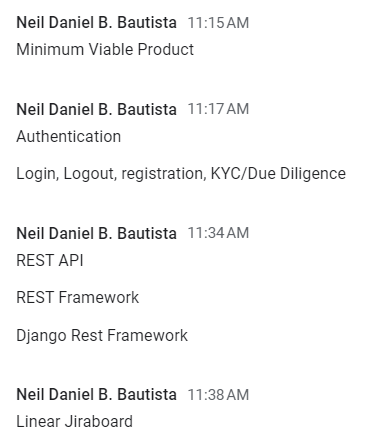 Neil Daniel B. Bautista 11:15 AM
Minimum Viable Product
Neil Daniel B. Bautista 11:17 AM
Authentication
Login, Logout, registration, KYC/Due Diligence
Neil Daniel B. Bautista 11:34 AM
REST API
REST Framework
Django Rest Framework
Neil Daniel B. Bautista 11:38 AM
Linear Jiraboard